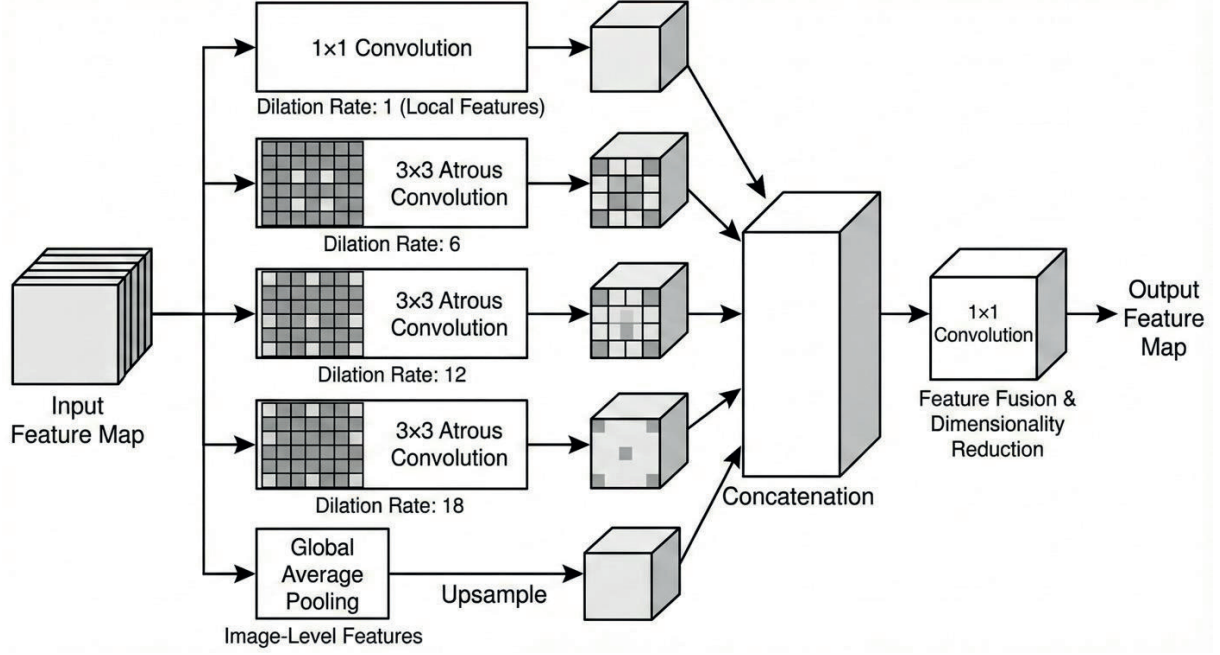 1×1 Convolution
Dilation Rate: 1 (Local Features)
3×3 Atrous
Convolution
Dilation Rate: 6
3×3 Atrous
Convolution
Dilation Rate: 12
3×3 Atrous
Convolution
Dilation Rate: 18
Global
Average
Pooling
Image-Level Features
Upsample
Input
Feature Map
Concatenation
1×1
Convolution
Feature Fusion &
Dimensionality
Reduction
Output
Feature
Map